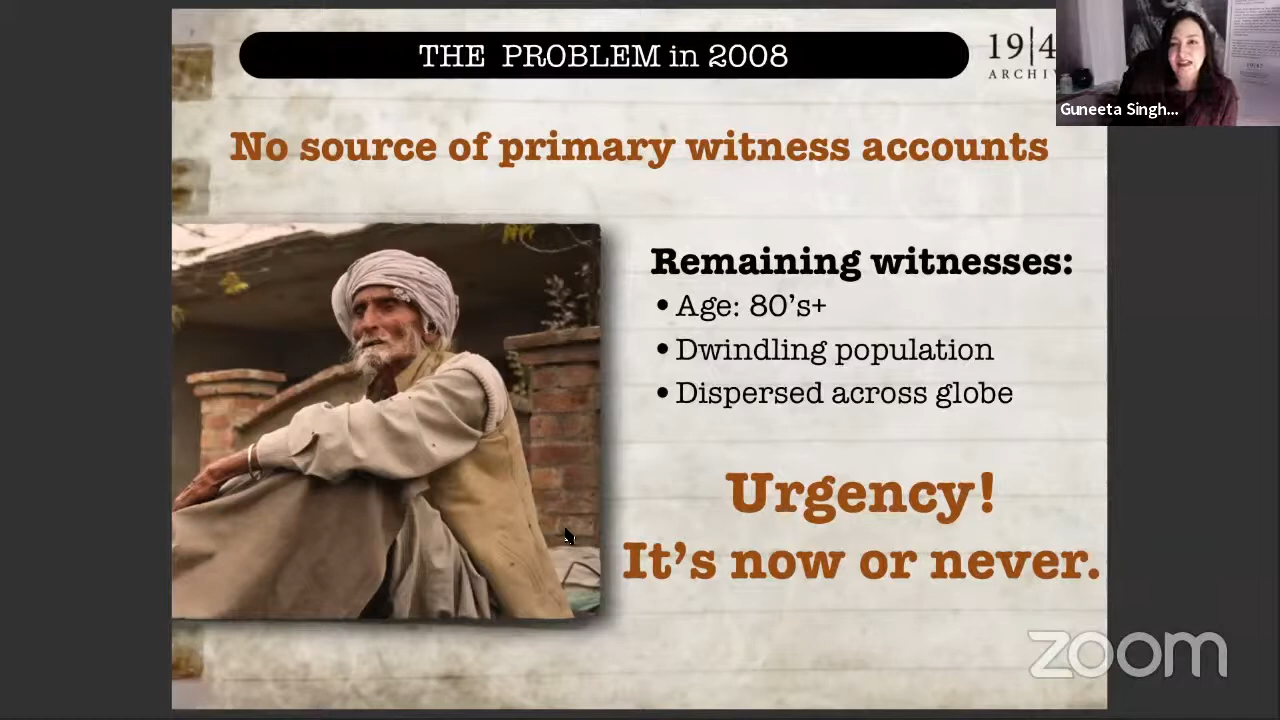 THE PROBLEM in 2008
19|4
ARCHIV
Guneeta Singh...
No source of primary witness accounts
Remaining witnesses:
• Age: 80's+
• Dwindling population
• Dispersed across globe
Urgency!
It's now or never.
zoom